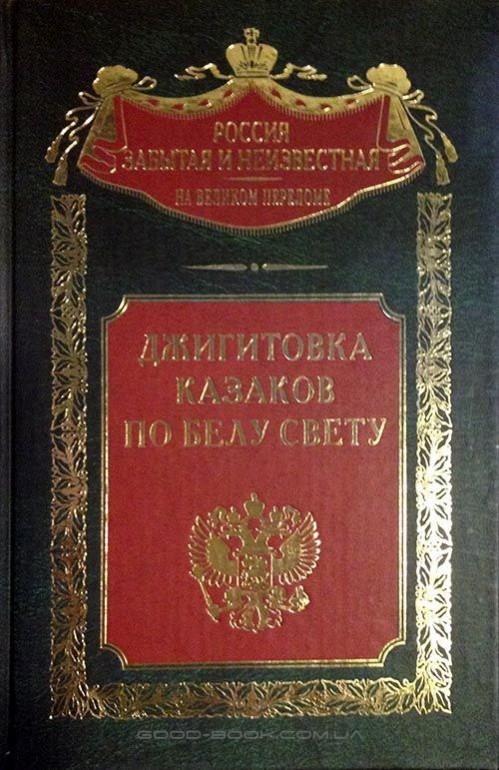 РОССИЯ
ЗАБЫТАЯ И НЕИЗВЕСТНАЯ
НА ВЕЛИКОМ ПЕРЕЛОМЕ
ДЖИГИТОВКА
КАЗАКОВ
ПО БЕЛУ СВЕТУ
GOOD-BOOK.COM.UA